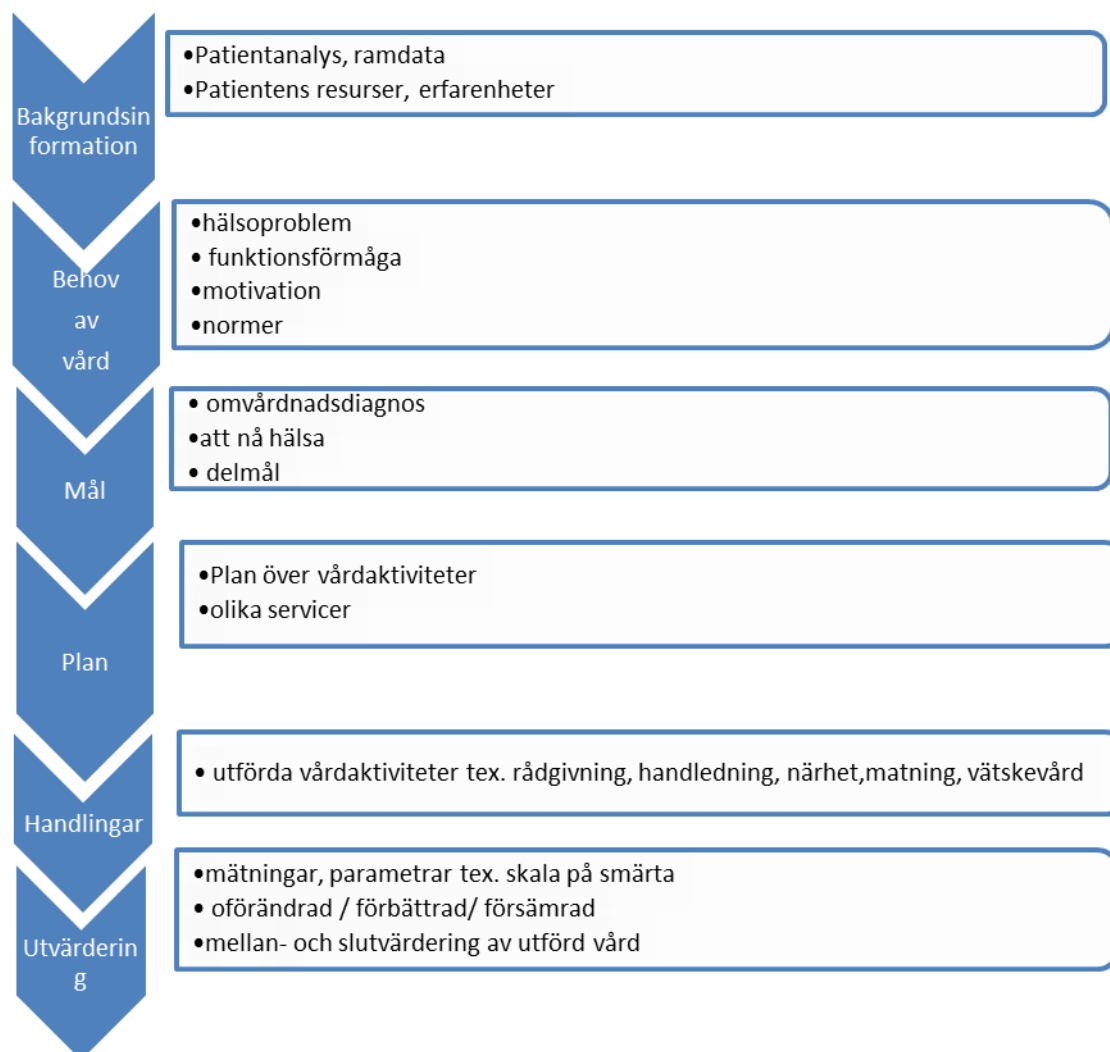 Bakgrundsin
formation
•Patientanalys, ramdata
•Patientens resurser, erfarenheter
Behov
av
vård
•hälsoproblem
• funktionsförmåga
•motivation
•normer
Mål
• omvårdnadsdiagnos
•att nå hälsa
• delmål
Plan
•Plan över vårdaktiviteter
•olika servicer
Handlingar
• utförda vårdaktiviteter tex. rådgivning, handledning, närhet,matning, vätskevård
Utvärderin
g
•mätningar, parametrar tex. skala på smärta
• oförändrad / förbättrad/ försämrad
•mellan- och slutvärdering av utförd vård